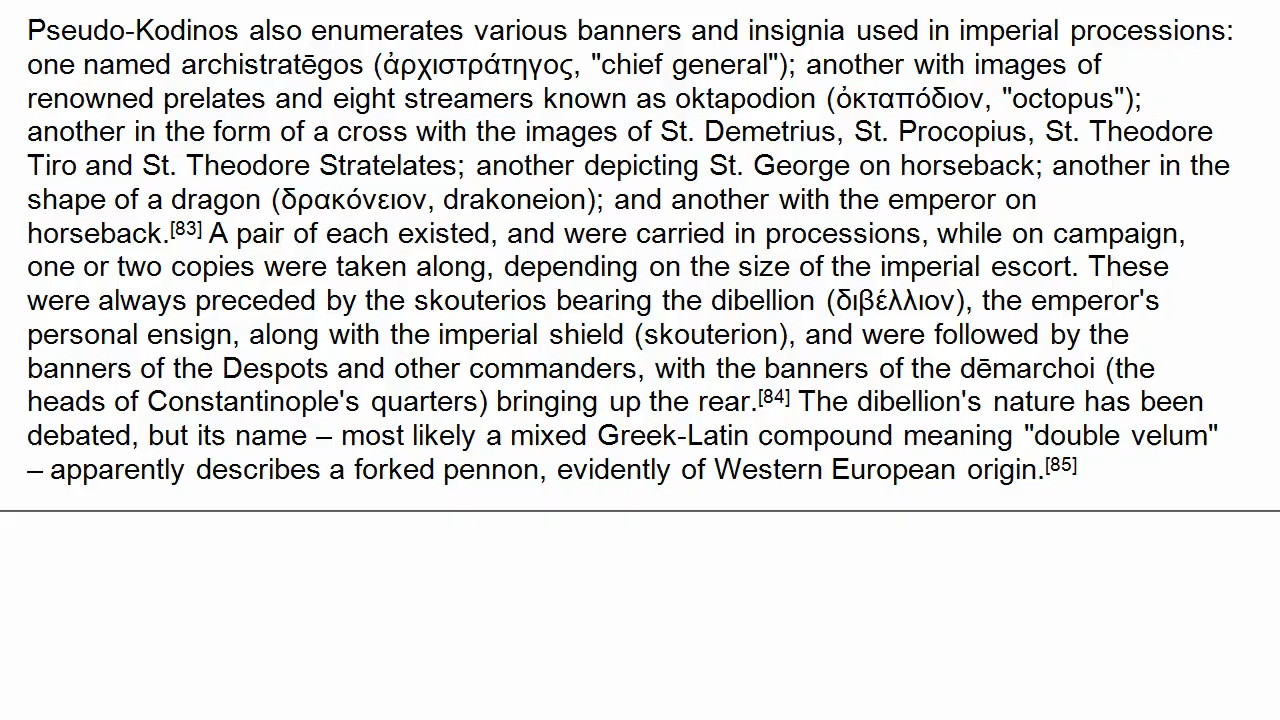 Pseudo-Kodinos also enumerates various banners and insignia used in imperial processions:
one named archistratēgos (ἀρχιστράτηγος, "chief general"); another with images of
renowned prelates and eight streamers known as oktapodion (ὀκταπόδιον, "octopus");
another in the form of a cross with the images of St. Demetrius, St. Procopius, St. Theodore
Tiro and St. Theodore Stratelates; another depicting St. George on horseback; another in the
shape of a dragon (δρακόνειον, drakoneion); and another with the emperor on
horseback.[83] A pair of each existed, and were carried in processions, while on campaign,
one or two copies were taken along, depending on the size of the imperial escort. These
were always preceded by the skouterios bearing the dibellion (διβέλλιον), the emperor's
personal ensign, along with the imperial shield (skouterion), and were followed by the
banners of the Despots and other commanders, with the banners of the dēmarchoi (the
heads of Constantinople's quarters) bringing up the rear.[84] The dibellion's nature has been
debated, but its name – most likely a mixed Greek-Latin compound meaning "double velum"
– apparently describes a forked pennon, evidently of Western European origin.[85]